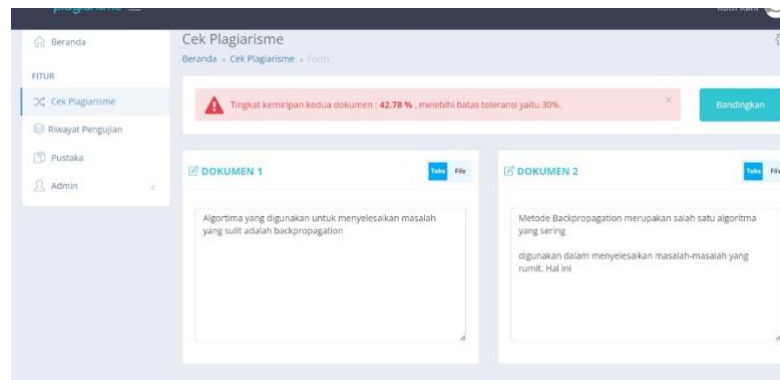 plagiarisme
Beranda
Cek Plagiarisme
Beranda - Cek Plagiarisme - Form
FITUR
Cek Plagiarisme
Tingkat kemiripan kedua dokumen : 42.78 % , melebihi batas toleransi yaitu 30%.
Bandingkan
Riwayat Pengujian
Pustaka
Admin
DOKUMEN 1
Teks File
DOKUMEN 2
Teks File
Algortima yang digunakan untuk menyelesaikan masalah
yang sulit adalah backpropagation
Metode Backpropagation merupakan salah satu algoritma
yang sering
digunakan dalam menyelesaikan masalah-masalah yang
rumit. Hal ini